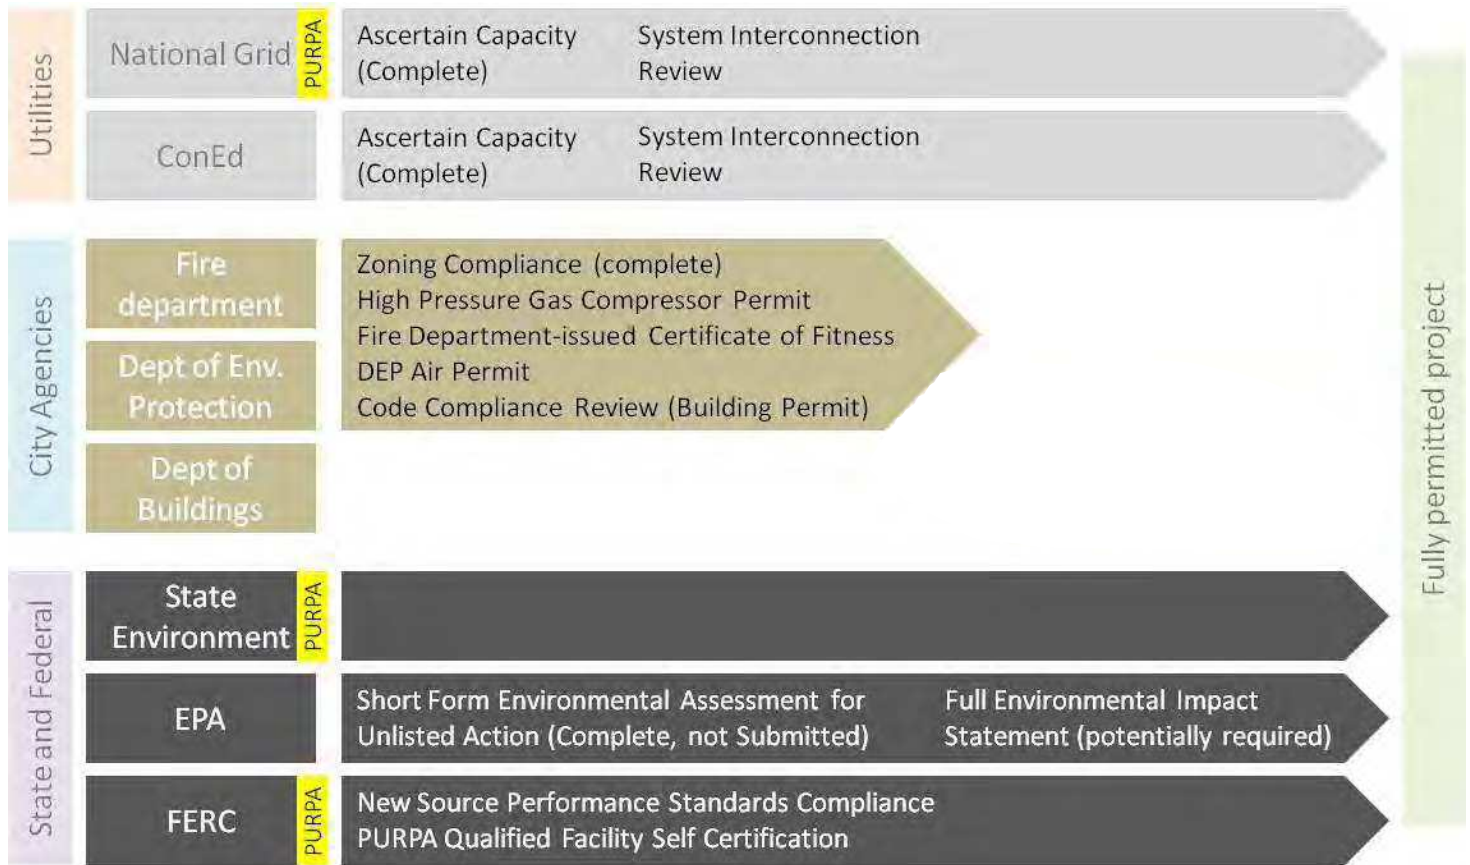 Utilities
National Grid
PURPA
Ascertain Capacity
(Complete)
System Interconnection
Review
ConEd
Ascertain Capacity
(Complete)
System Interconnection
Review
City Agencies
Fire
department
Dept of Env.
Protection
Dept of
Buildings
Zoning Compliance (complete)
High Pressure Gas Compressor Permit
Fire Department-issued Certificate of Fitness
DEP Air Permit
Code Compliance Review (Building Permit)
State and Federal
State
Environment
PURPA
EPA
Short Form Environmental Assessment for
Unlisted Action (Complete, not Submitted)
Full Environmental Impact
Statement (potentially required)
FERC
PURPA
New Source Performance Standards Compliance
PURPA Qualified Facility Self Certification
Fully permitted project